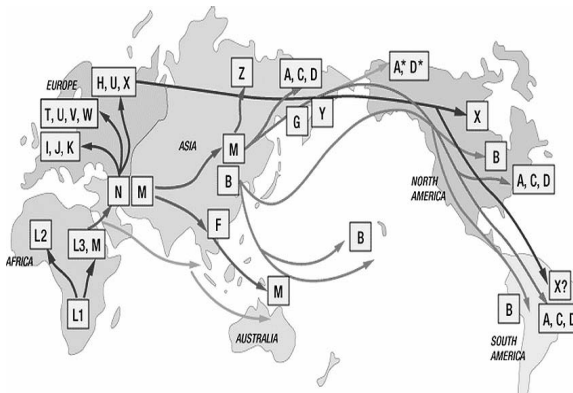 EUROPE
H, U, X
Z
A, C, D
A,* D*
T, U, V, W
G
Y
X
I, J, K
ASIA
M
B
N
M
B
A, C, D
NORTH
AMERICA
L2
L3, M
F
B
AFRICA
M
X?
L1
B
A, C, D
AUSTRALIA
SOUTH
AMERICA